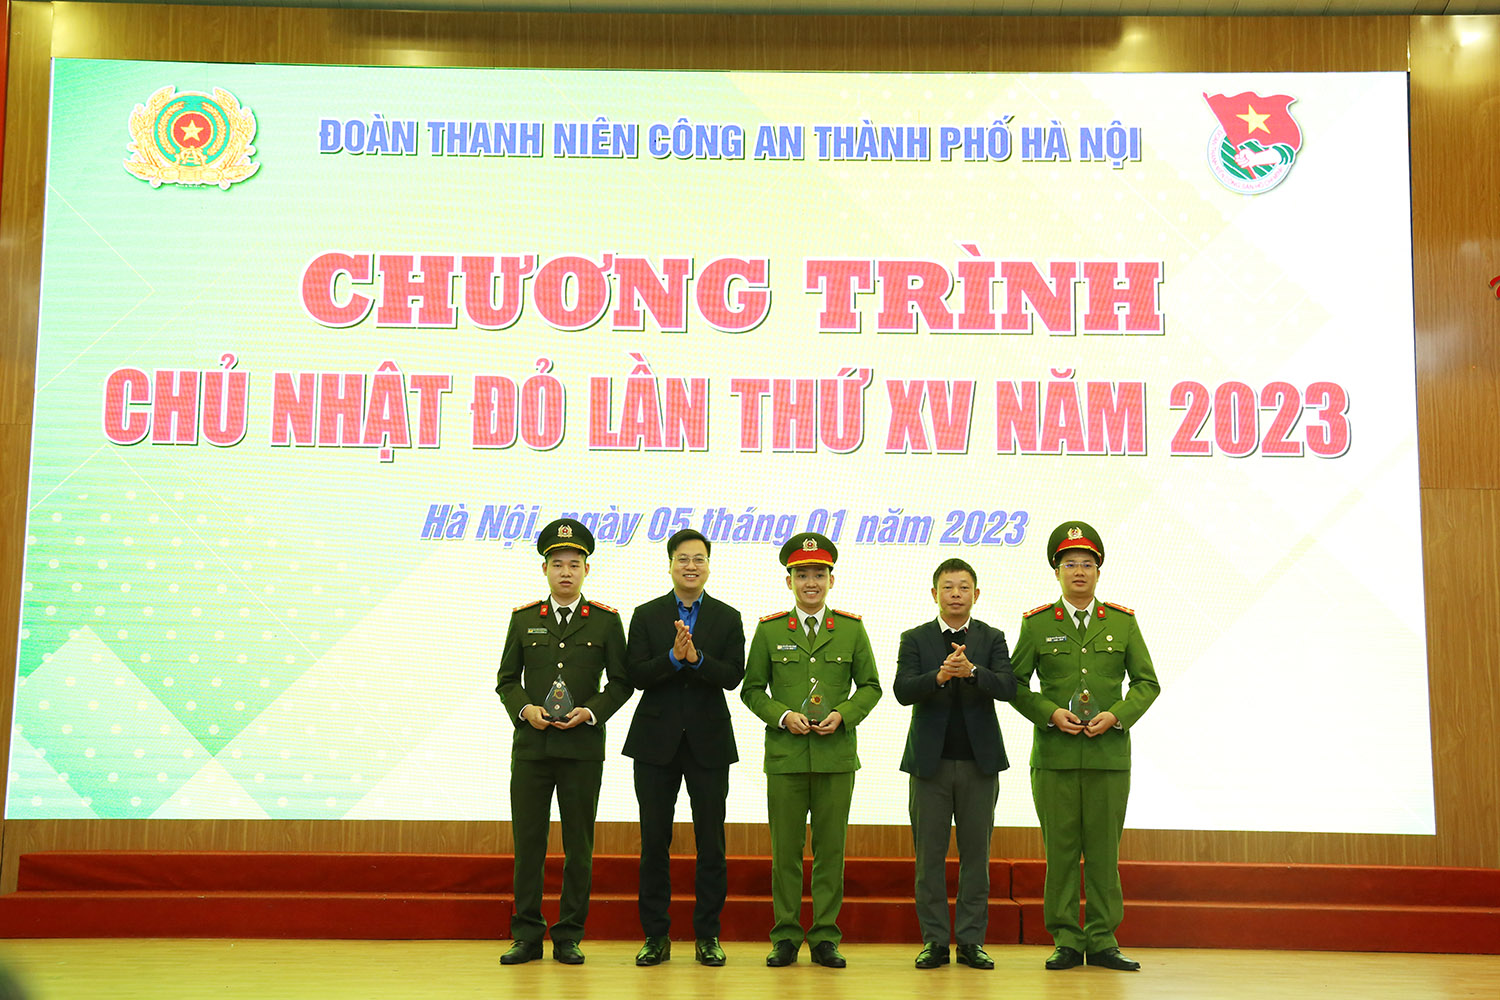 ĐOÀN THANH NIÊN CÔNG AN THÀNH PHỐ HÀ NỘI
CHƯƠNG TRÌNH
CHỦ NHẬT ĐỎ LẦN THỨ XV NĂM 2023
Hà Nội, ngày 05 tháng 01 năm 2023